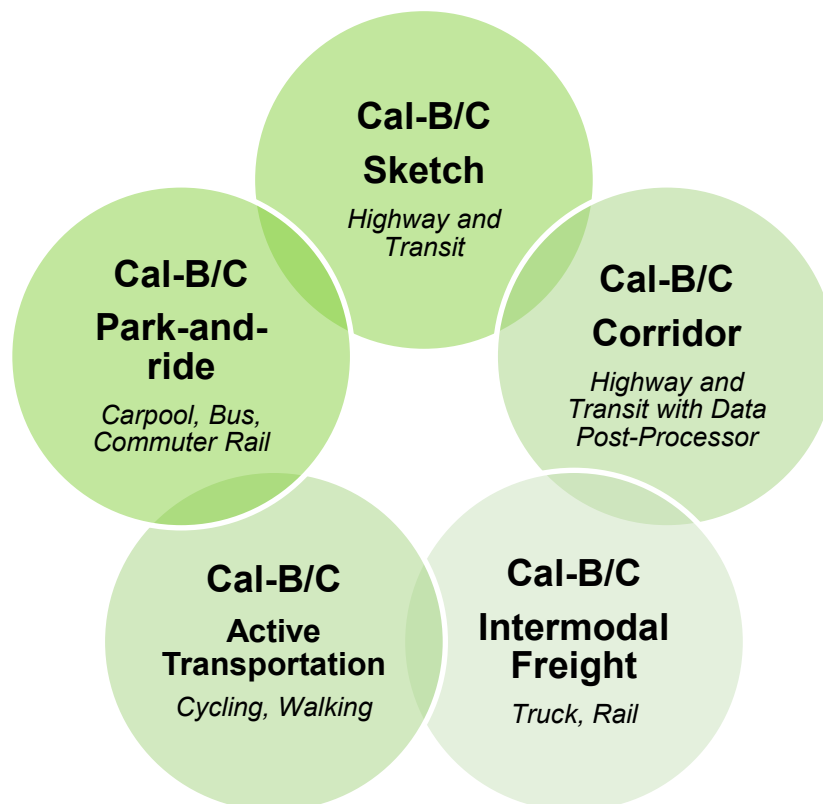 Cal-B/C
Sketch
Highway and
Transit
Cal-B/C
Corridor
Highway and
Transit with Data
Post-Processor
Cal-B/C
Intermodal
Freight
Truck, Rail
Cal-B/C
Active
Transportation
Cycling, Walking
Cal-B/C
Park-and-
ride
Carpool, Bus,
Commuter Rail